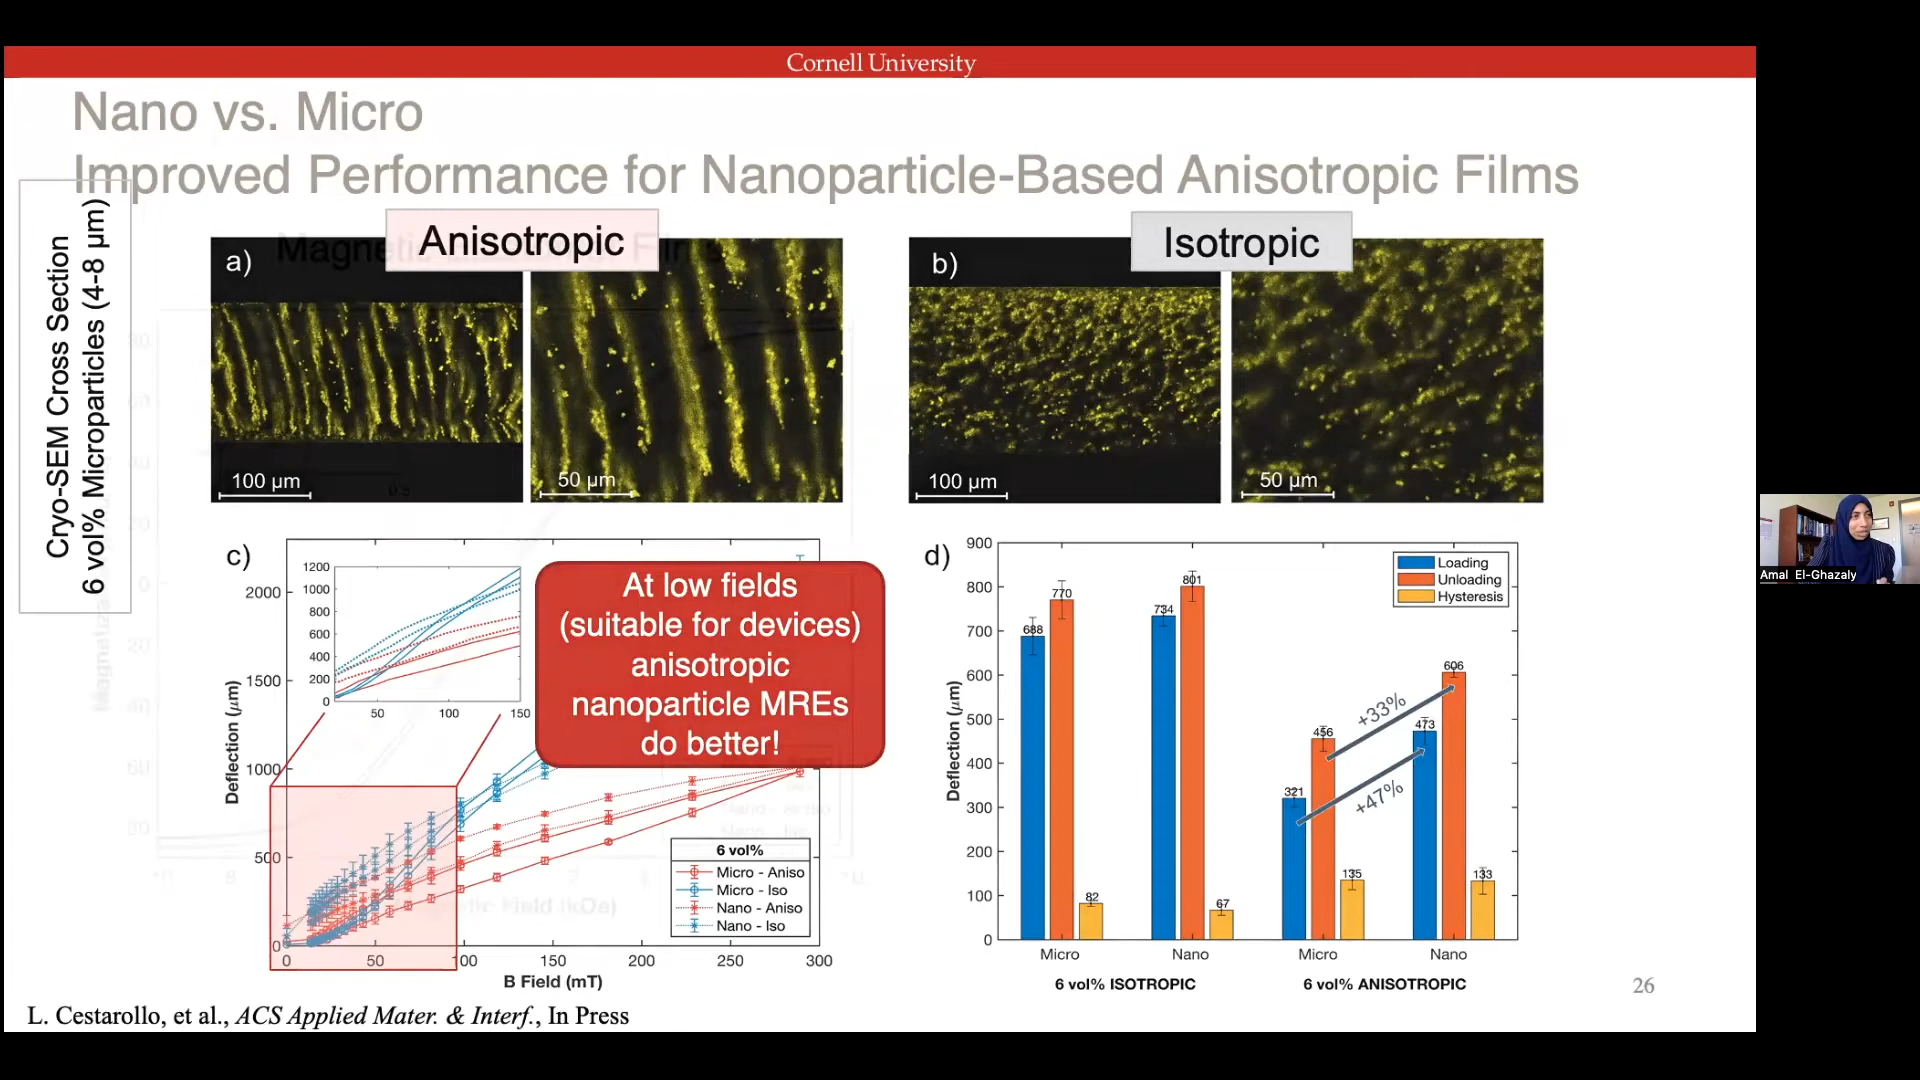 Cornell University
Nano vs. Micro
Improved Performance for Nanoparticle-Based Anisotropic Films
Cryo-SEM Cross Section
6 vol% Microparticles (4-8 µm)
Anisotropic
Isotropic
a)
100 µm
50 µm
b)
100 µm
50 µm
c)
Deflection (µm)
2000
1500
1000
500
0
0
50
100
150
200
250
300
B Field (mT)
1200
1000
800
600
400
200
0
50
100
150
At low fields
(suitable for devices)
anisotropic
nanoparticle MREs
do better!
6 vol%
Micro - Aniso
Micro - Iso
Nano - Aniso
Nano - Iso
d)
Deflection (µm)
900
800
700
600
500
400
300
200
100
0
Loading
Unloading
Hysteresis
688
770
82
734
801
67
321
456
135
473
606
133
+33%
+47%
Micro
Nano
Micro
Nano
6 vol% ISOTROPIC
6 vol% ANISOTROPIC
26
L. Cestarollo, et al., ACS Applied Mater. & Interf., In Press
Amal El-Ghazaly